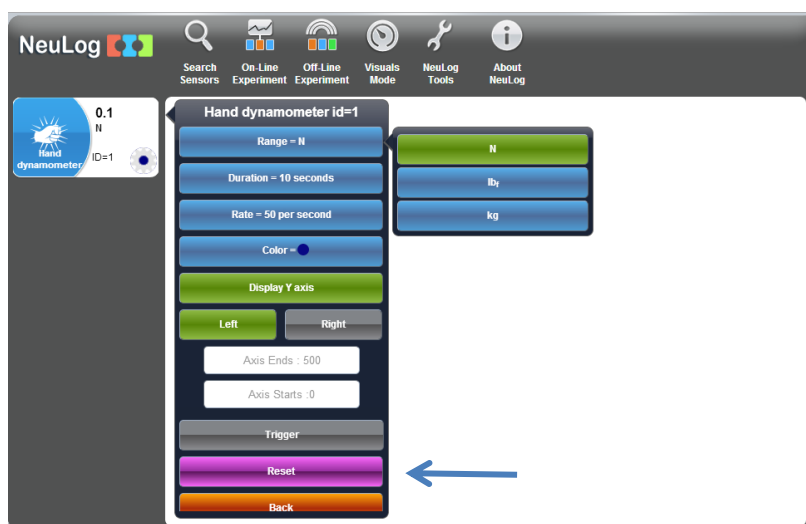 NeuLog
Search
Sensors
On-Line
Experiment
Off-Line
Experiment
Visuals
Mode
NeuLog
Tools
About
NeuLog
0.1
N
Hand
dynamometer
ID=1
Hand dynamometer id=1
Range = N
N
lbf
kg
Duration = 10 seconds
Rate = 50 per second
Color =
Display Y axis
Left
Right
Axis Ends : 500
Axis Starts :0
Trigger
Reset
Back